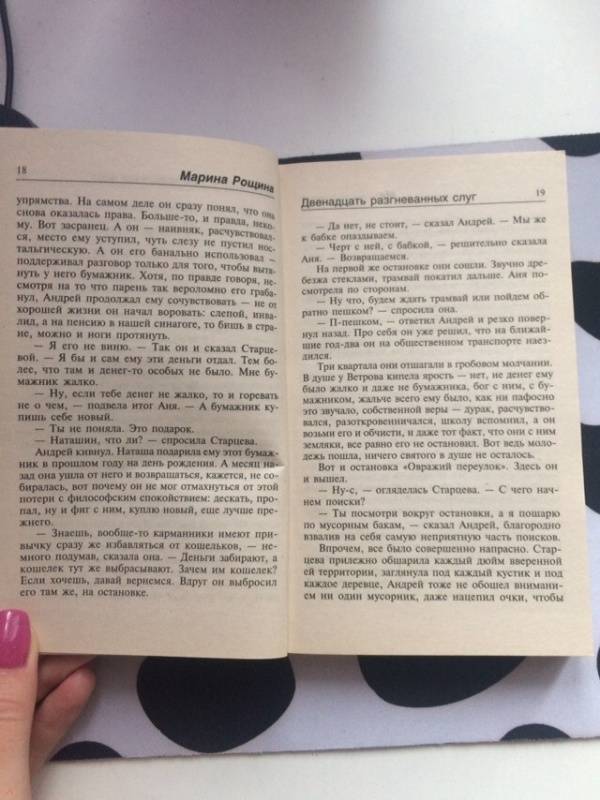 18
Марина Рощина
упрямства. На самом деле он сразу понял, что она
снова оказалась права. Больше-то, и правда, неко-
му. Вот засранец. А он — наивняк, расчувствовал-
ся, место ему уступил, чуть слезу не пустил нос-
тальгическую. А он его банально использовал —
поддерживал разговор только для того, чтобы вытя-
нуть у него бумажник. Хотя, по правде говоря, не-
смотря на то что парень так вероломно его граба-
нул, Андрей продолжал ему сочувствовать — не от
хорошей жизни он начал воровать: слепой, инва-
лид, а на пенсию в нашей синагоге, то бишь в стра-
не, можно и ноги протянуть.
— Я его не виню. — Так он и сказал Старце-
вой. — Я бы и сам ему эти деньги отдал. Тем бо-
лее, что там и денег-то особых не было. Мне бу-
мажник жалко.
— Ну, если тебе денег не жалко, то и горевать
не о чем, — подвела итог Аня. — А бумажник ку-
пишь себе новый.
— Ты не поняла. Это подарок.
— Наташин, что ли? — спросила Старцева.
Андрей кивнул. Наташа подарила ему этот бумаж-
ник в прошлом году на день рождения. А месяц на-
зад она ушла от него и возвращаться, кажется, не со-
биралась, вот почему он не мог отмахнуться от этой
потери с философским спокойствием: дескать, про-
пал, ну и фиг с ним, куплю новый, еще лучше пре-
жнего.
— Знаешь, вообще-то карманники имеют при-
вычку сразу же избавляться от кошельков, — не-
много подумав, сказала она. — Деньги забирают, а
кошелек тут же выбрасывают. Зачем им кошелек?
Если хочешь, давай вернемся. Вдруг он выбросил
его там же, на остановке.
Двенадцать разгневанных слуг
19
— Да нет, не стоит, — сказал Андрей. — Мы же
к бабке опаздываем.
— Черт с ней, с бабкой, — решительно сказала
Аня. — Возвращаемся.
На первой же остановке они сошли. Звучно дре-
безжа стеклами, трамвай покатил дальше. Аня по-
смотрела по сторонам.
— Ну что, будем ждать трамвай или пойдем об-
ратно пешком? — спросила она.
— П-пешком, — ответил Андрей и резко повер-
нул назад. Про себя он уже решил, что на ближай-
шие год-два он на общественном транспорте наез-
дился.
Три квартала они отшагали в гробовом молчании.
В душе у Ветрова кипела ярость — нет, не денег ему
было жалко и даже не бумажника, бог с ним, с бу-
мажником, жальче всего ему было, как ни пафосно
это звучало, собственной веры — дурак, расчувство-
вался, разоткровенничался, школу вспомнил, а он
возьми его и обчисти, и даже тот факт, что они с ним
земляки, все равно его не остановил. Вот ведь моло-
дежь пошла, ничего святого в душе не осталось.
Вот и остановка «Овражий переулок». Здесь он
и вышел.
— Ну-с, — огляделась Старцева. — С чего нач-
нем поиски?
— Ты посмотри вокруг остановки, а я пошарю
по мусорным бакам, — сказал Андрей, благородно
взвалив на себя самую неприятную часть поисков.
Впрочем, все было совершенно напрасно. Стар-
цева прилежно обшарила каждый дюйм вверенной
ей территории, заглянула под каждый кустик и под
каждое деревце, Андрей тоже не обошел внимани-
ем ни один мусорник, даже нацепил очки, чтобы